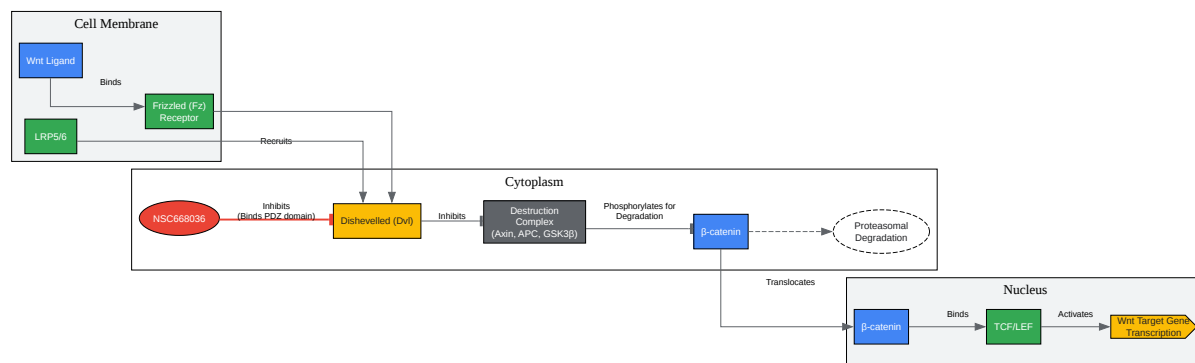 Cell Membrane
Wnt Ligand
Binds
Frizzled (Fz)
Receptor
LRP5/6
Recruits
Cytoplasm
NSC668036
Inhibits
(Binds PDZ domain)
Dishevelled (Dvl)
Inhibits
Destruction
Complex
(Axin, APC, GSK3β)
Phosphorylates for
Degradation
β-catenin
Proteasomal
Degradation
Translocates
Nucleus
β-catenin
Binds
TCF/LEF
Activates
Wnt Target Gene
Transcription